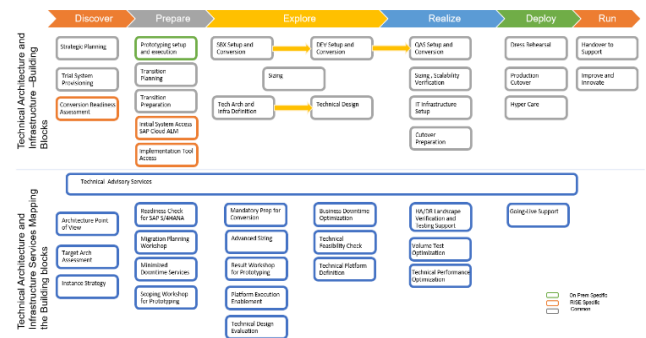 Discover
Prepare
Explore
Realize
Deploy
Run
Technical Architecture and
Infrastructure –Building
Blocks
Strategic Planning
Trial System
Provisioning
Conversion Readiness
Assessment
Prototyping setup
and execution
Transition
Planning
Transition
Preparation
Initial System Access
SAP Cloud ALM
Implementation Tool
Access
SBX Setup and
Conversion
DEV Setup and
Conversion
Sizing
Tech Arch and
Infra Definition
Technical Design
QAS Setup and
Conversion
Sizing , Scalability
Verification
IT Infrastructure
Setup
Cutover
Preparation
Dress Rehearsal
Production
Cutover
Hyper Care
Handover to
Support
Improve and
Innovate
Technical Architecture and
Infrastructure Services Mapping
the Building blocks
Technical Advisory Services
Architecture Point
of View
Target Arch
Assessment
Instance Strategy
Readiness Check
for SAP S/4HANA
Migration Planning
Workshop
Minimized
Downtime Services
Scoping Workshop
for Prototyping
Mandatory Prep for
Conversion
Advanced Sizing
Result Workshop
for Prototyping
Platform Execution
Enablement
Technical Design
Evaluation
Business Downtime
Optimization
Technical
Feasibility Check
Technical Platform
Definition
HA/DR Landscape
Verification and
Testing Support
Volume Test
Optimization
Technical Performance
Optimization
Going-Live Support
On Prem Specific
RISE Specific
Common